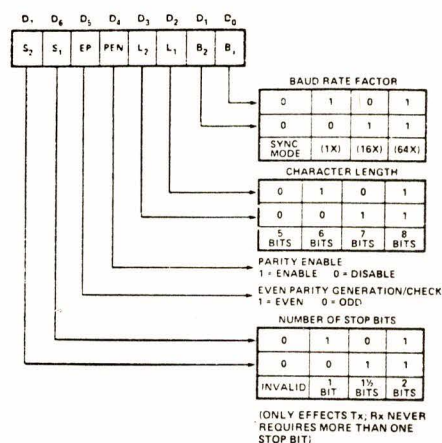 D₇ D₆ D₅ D₄ D₃ D₂ D₁ D₀
S₂ S₁ EP PEN L₂ L₁ B₂ B₁
BAUD RATE FACTOR
0 1 0 1
0 0 1 1
SYNC MODE (1X) (16X) (64X)
CHARACTER LENGTH
0 1 0 1
0 0 1 1
5 BITS 6 BITS 7 BITS 8 BITS
PARITY ENABLE
1 = ENABLE 0 = DISABLE
EVEN PARITY GENERATION/CHECK
1 = EVEN 0 = ODD
NUMBER OF STOP BITS
0 1 0 1
0 0 1 1
INVALID 1 BIT 1½ BITS 2 BITS
(ONLY EFFECTS Tx; Rx NEVER
REQUIRES MORE THAN ONE
STOP BIT)